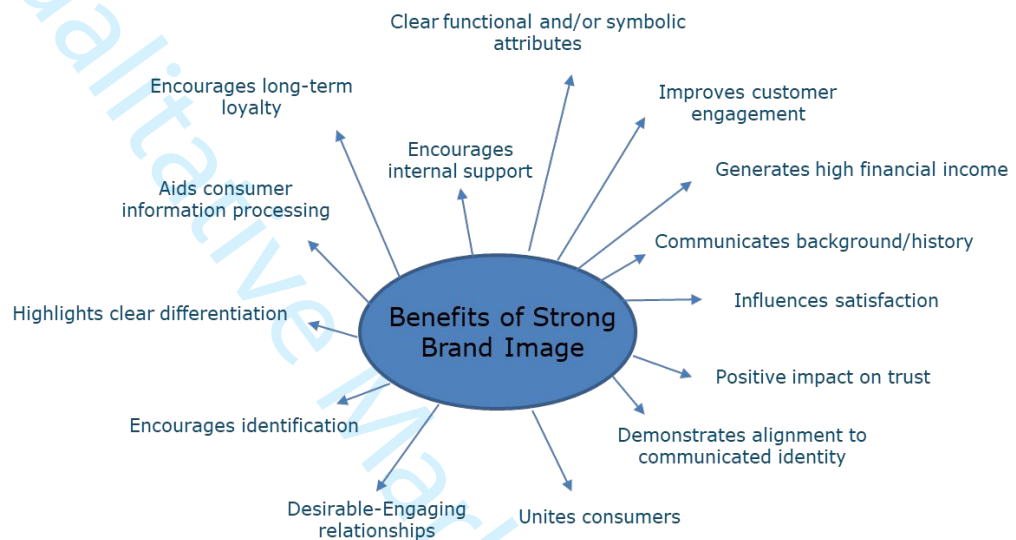 Clear functional and/or symbolic
attributes
Encourages long-term
loyalty
Improves customer
engagement
Encourages
internal support
Generates high financial income
Aids consumer
information processing
Communicates background/history
Influences satisfaction
Highlights clear differentiation
Benefits of Strong
Brand Image
Positive impact on trust
Encourages identification
Demonstrates alignment to
communicated identity
Desirable-Engaging
relationships
Unites consumers